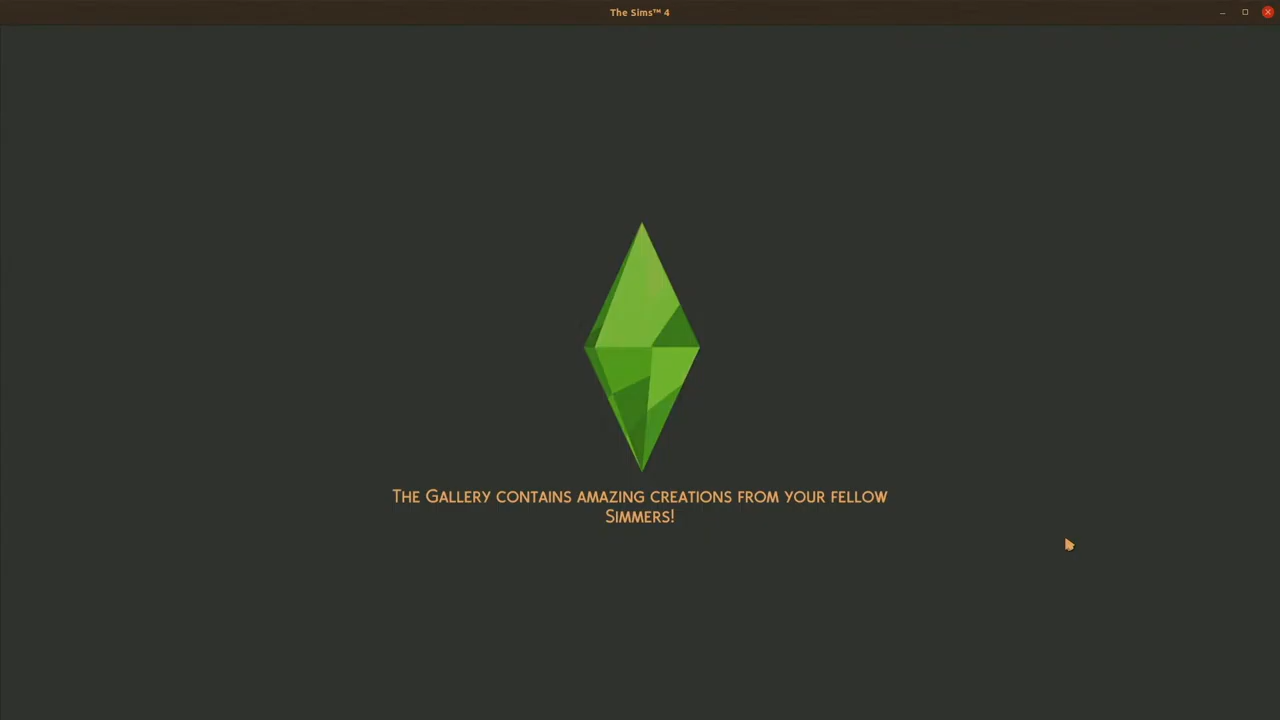 The Sims™ 4
The Gallery contains amazing creations from your fellow
Simmers!